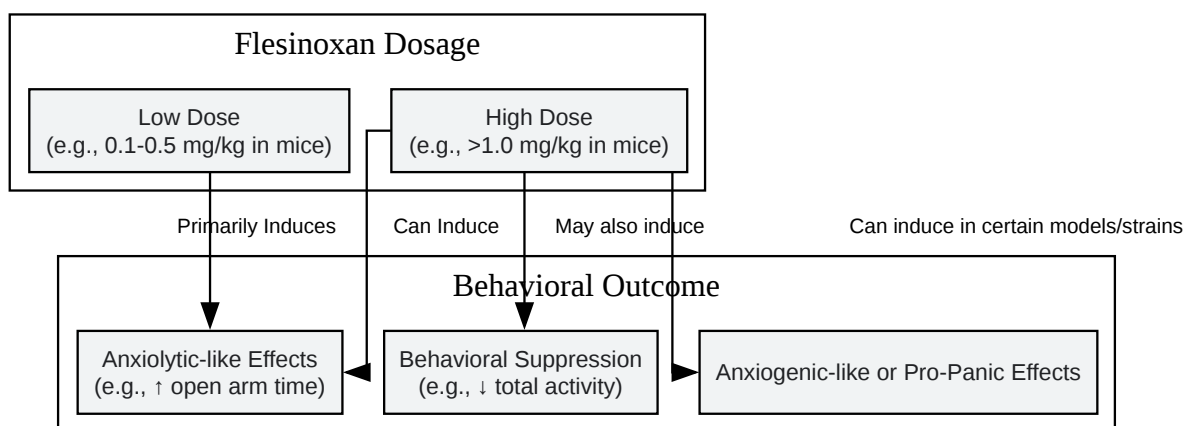 Flesinoxan Dosage
Low Dose
(e.g., 0.1-0.5 mg/kg in mice)
High Dose
(e.g., >1.0 mg/kg in mice)
Primarily Induces
Can Induce
May also induce
Can induce in certain models/strains
Behavioral Outcome
Anxiolytic-like Effects
(e.g., ↑ open arm time)
Behavioral Suppression
(e.g., ↓ total activity)
Anxiogenic-like or Pro-Panic Effects